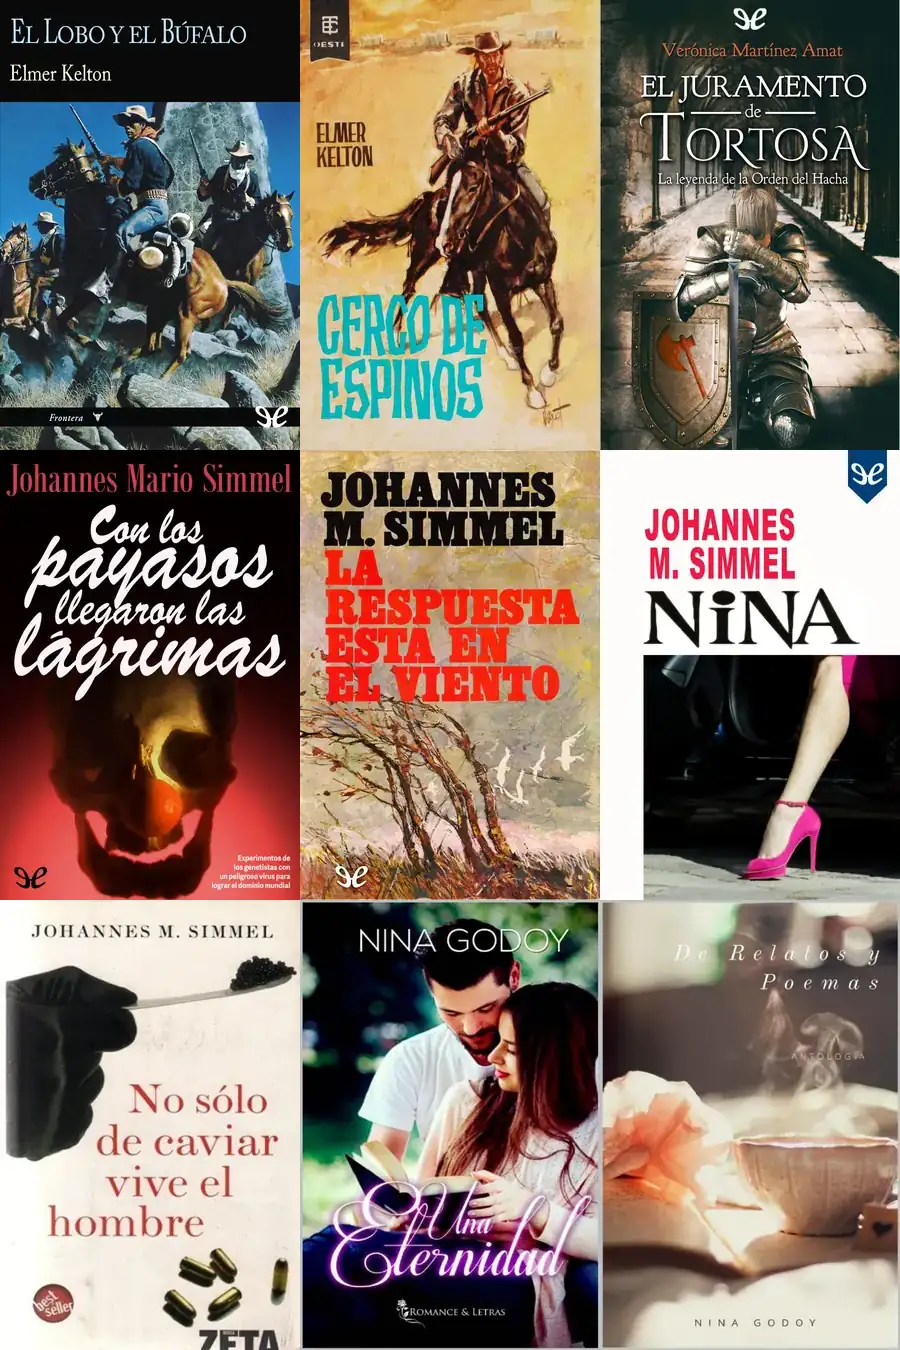 EL LOBO Y EL BÚFALO
Elmer Kelton
Frontera
OESTE
ELMER
KELTON
CERCO DE
ESPINOS
Verónica Martínez Amat
EL JURAMENTO
de
TORTOSA
La leyenda de la Orden del Hacha
Johannes Mario Simmel
Con los
payasos
llegaron las
lágrimas
Experimentos de
los genetistas con
un peligroso virus para
lograr el dominio mundial
JOHANNES
M. SIMMEL
LA
RESPUESTA
ESTA EN
EL VIENTO
JOHANNES
M. SIMMEL
NiNA
JOHANNES M. SIMMEL
No sólo
de caviar
vive el
hombre
best
seller
ZETA
NINA GODOY
Una
Eternidad
ROMANCE & LETRAS
De Relatos y
Poemas
ANTOLOGÍA
NINA GODOY